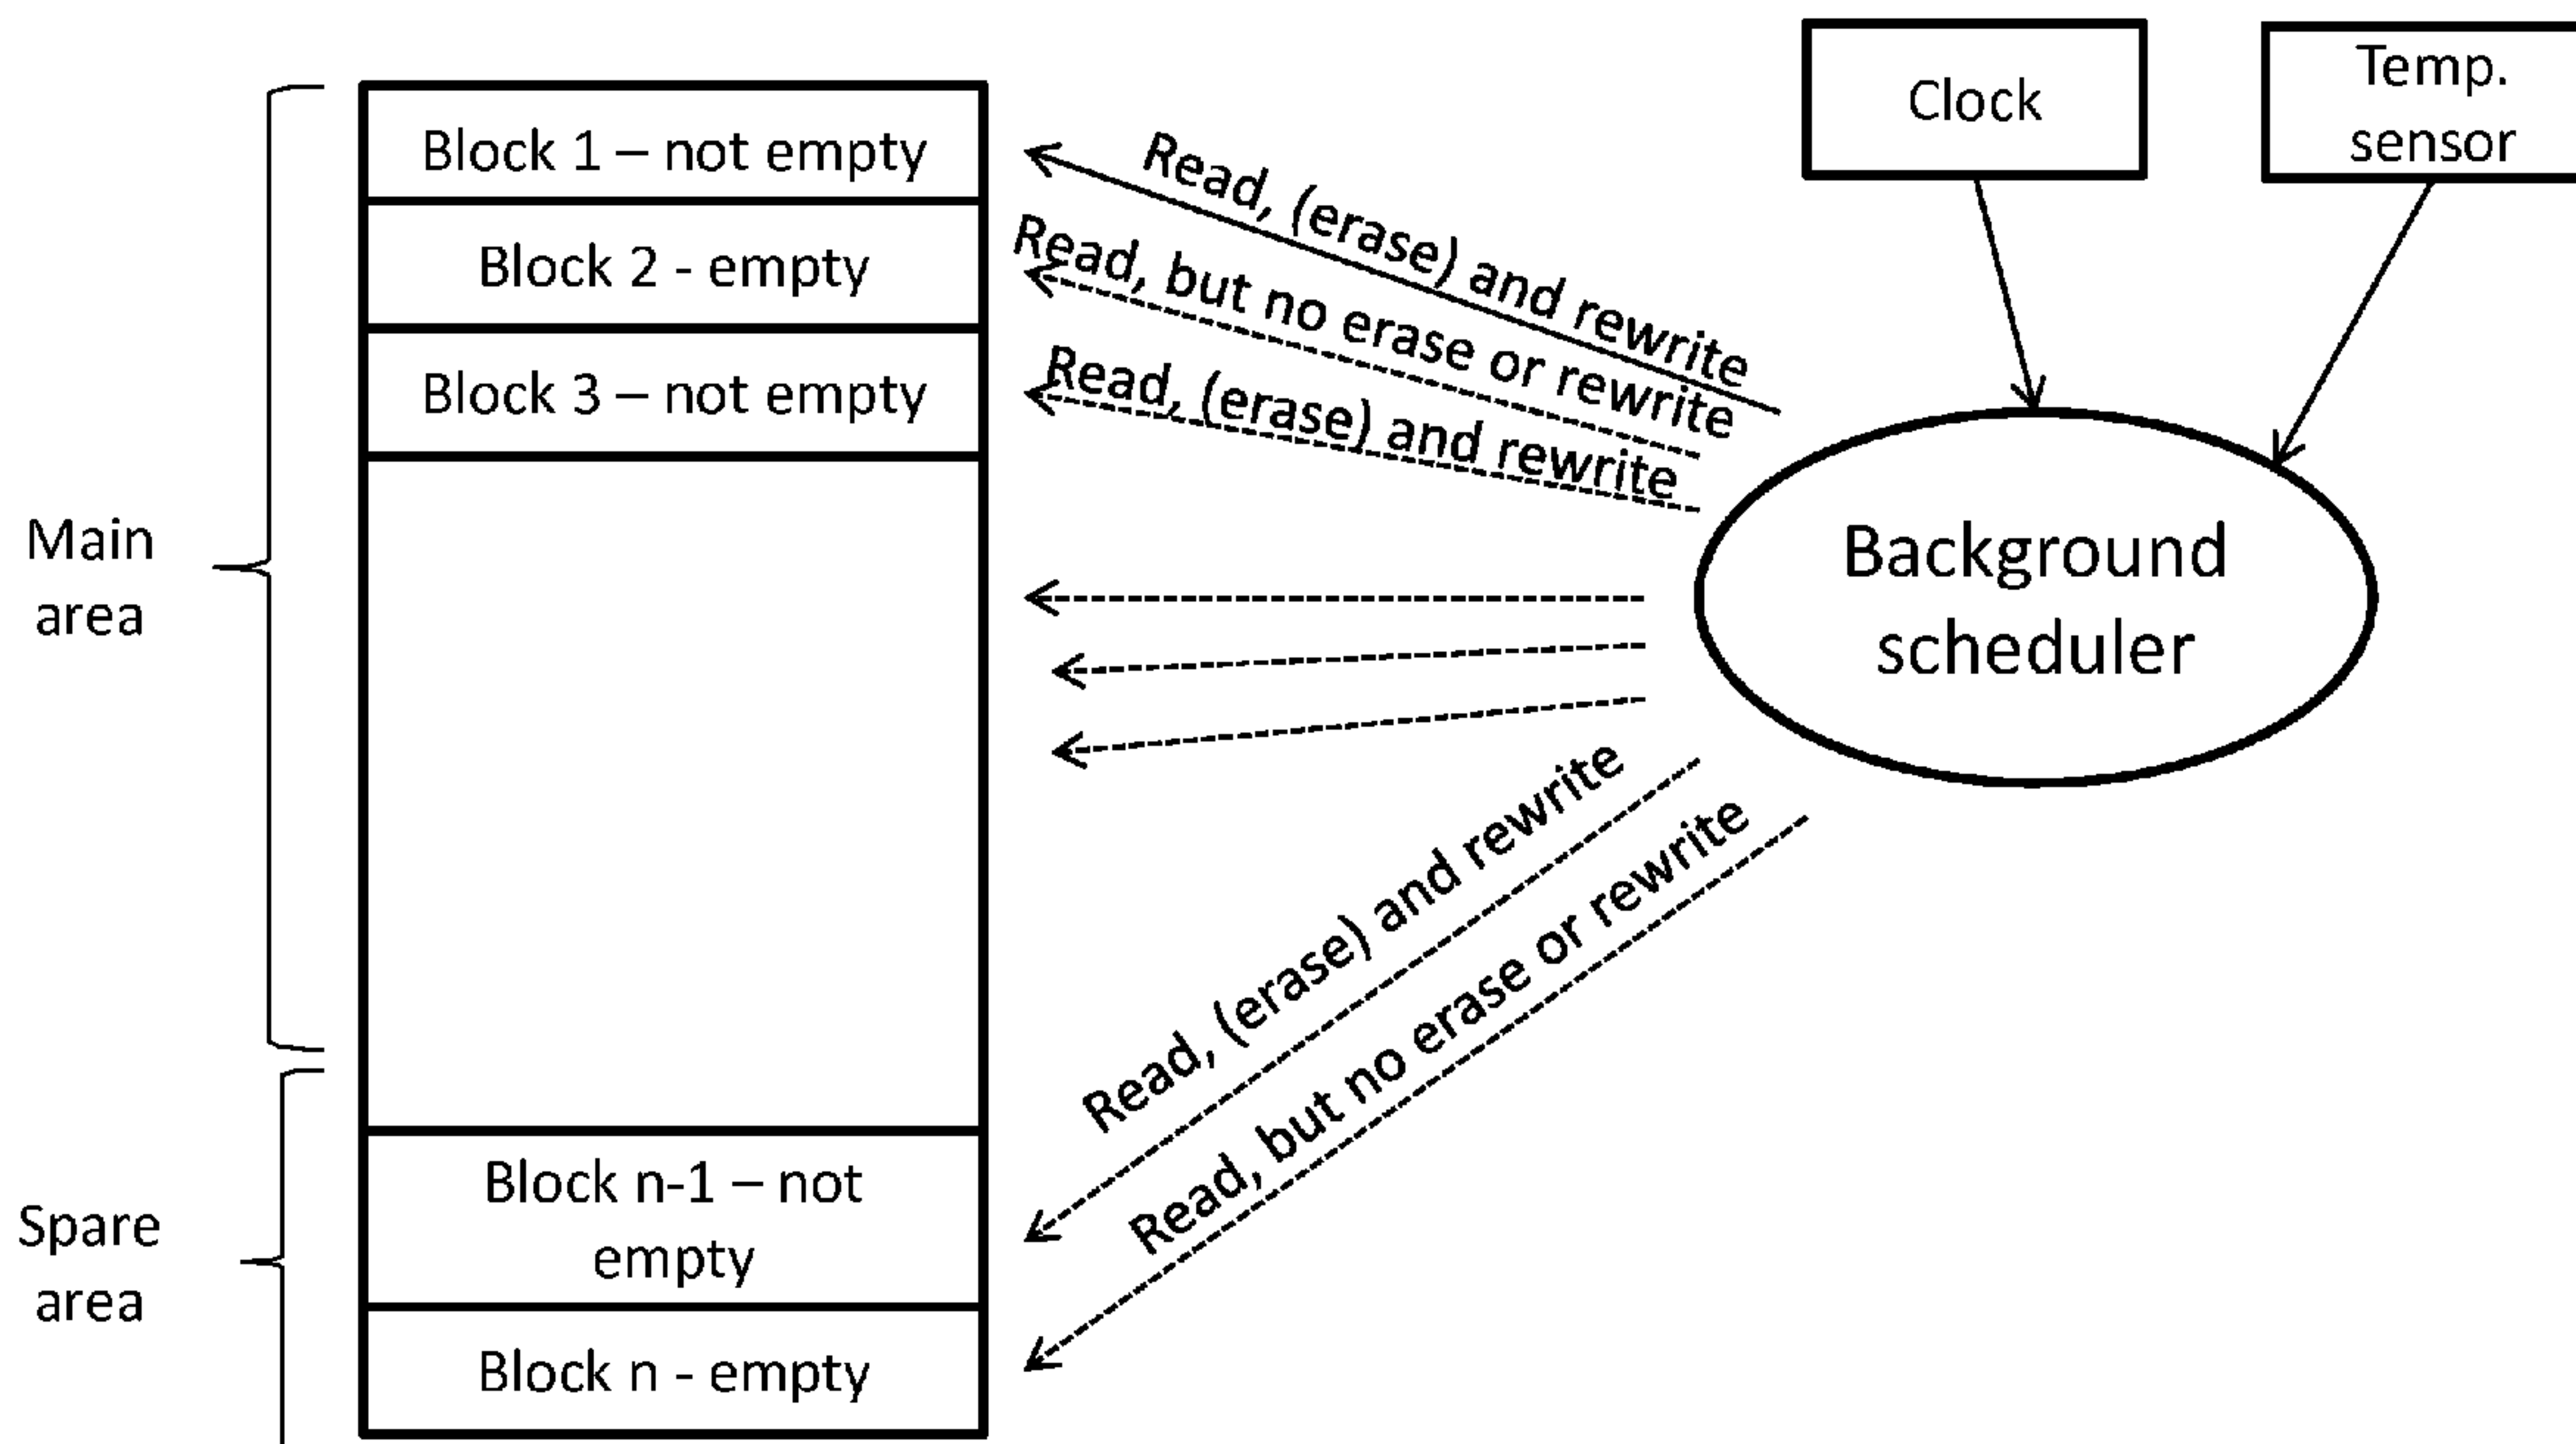 Clock
Temp.
sensor
Block 1 – not empty
Block 2 - empty
Block 3 – not empty
Read, (erase) and rewrite
Read, but no erase or rewrite
Read, (erase) and rewrite
Main
area
Background
scheduler
Read, (erase) and rewrite
Read, but no erase or rewrite
Spare
area
Block n-1 – not
empty
Block n - empty